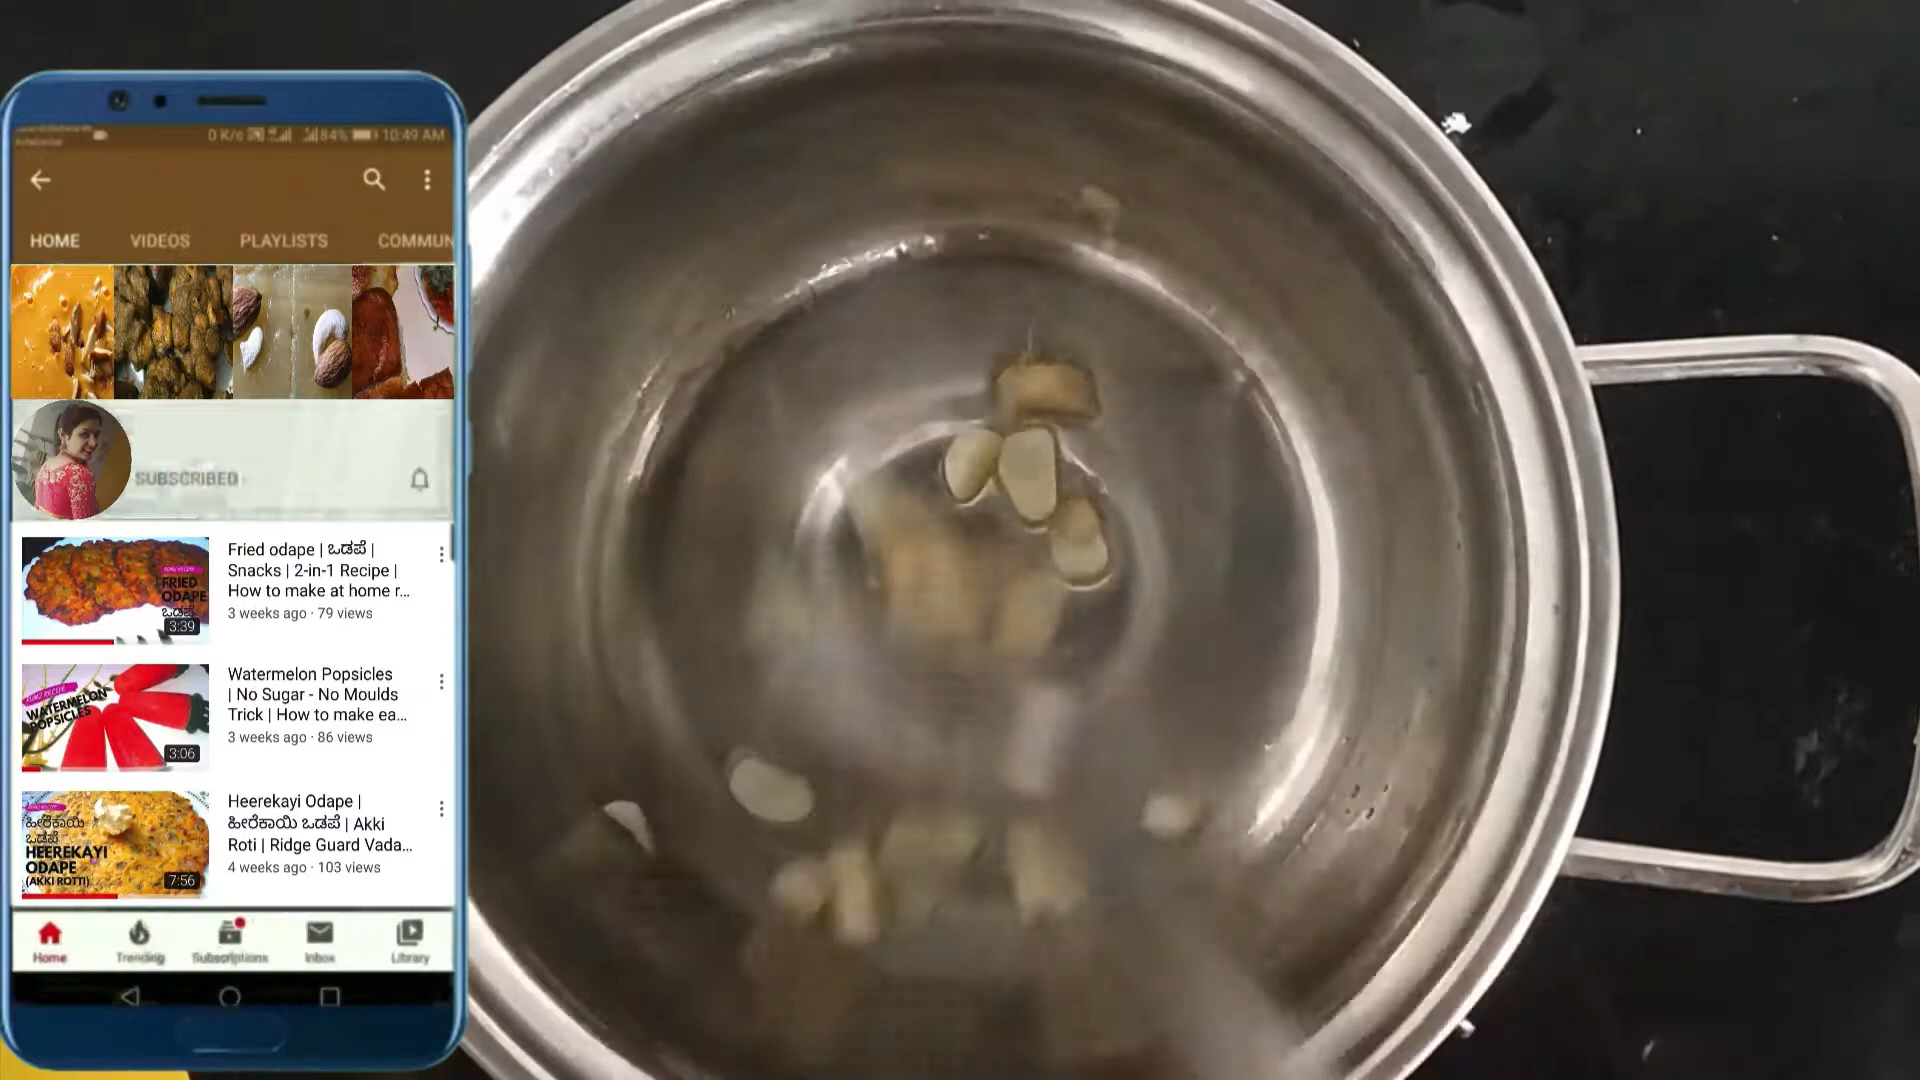 0 K/s 84% 10:49 AM
HOME VIDEOS PLAYLISTS COMMUN
SUBSCRIBED
FRIED
ODAPE
ಒಡಪೆ
3:39
Fried odape | ಒಡಪೆ |
Snacks | 2-in-1 Recipe |
How to make at home r...
3 weeks ago · 79 views
WATERMELON
POPSICLES
3:06
Watermelon Popsicles
| No Sugar - No Moulds
Trick | How to make ea...
3 weeks ago · 86 views
ಹೀರೆಕಾಯಿ
ಒಡಪೆ
HEEREKAYI
ODAPE
(AKKI ROTTI)
7:56
Heerekayi Odape |
ಹೀರೆಕಾಯಿ ಒಡಪೆ | Akki
Roti | Ridge Guard Vada...
4 weeks ago · 103 views
Home Trending Subscriptions Inbox Library